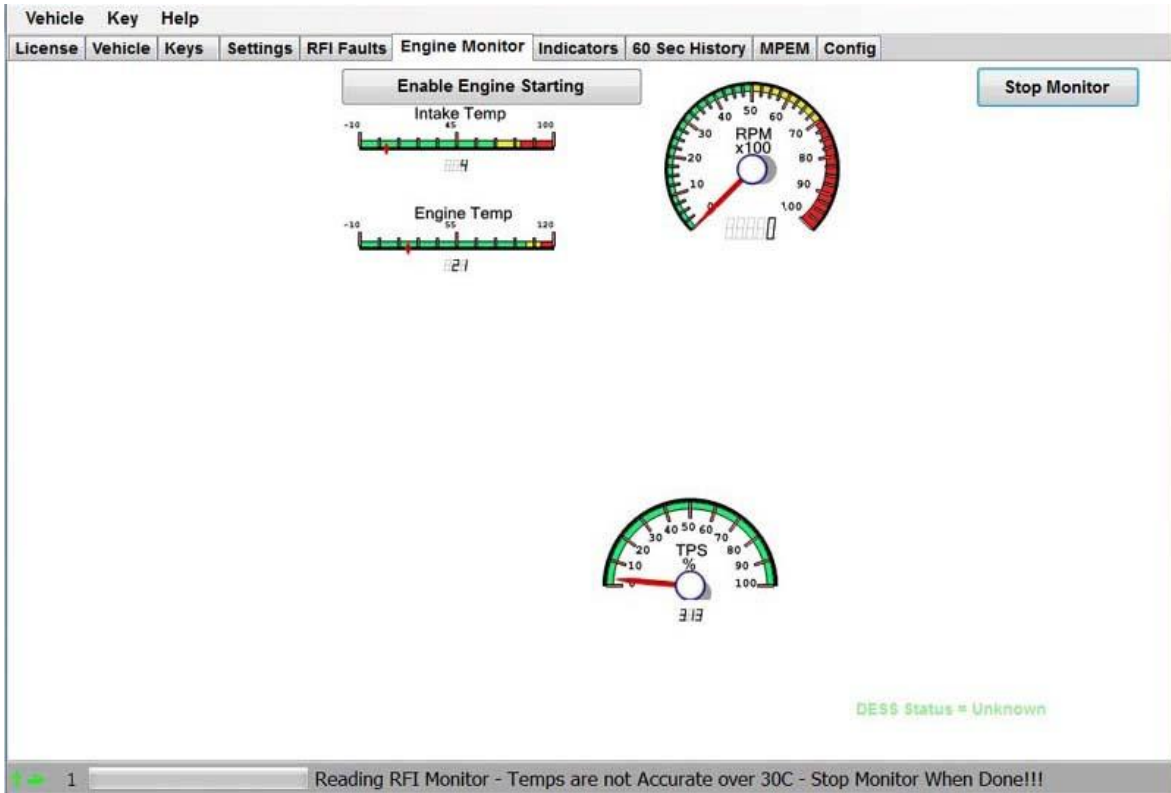 Vehicle Key Help
License Vehicle Keys Settings RFI Faults Engine Monitor Indicators 60 Sec History MPEM Config
Enable Engine Starting
Stop Monitor
Intake Temp
-10 45 100
4
Engine Temp
-10 55 120
21
RPM
x100
0 10 20 30 40 50 60 70 80 90 100
0
TPS
%
0 10 20 30 40 50 60 70 80 90 100
3.13
DESS Status = Unknown
1 Reading RFI Monitor - Temps are not Accurate over 30C - Stop Monitor When Done!!!